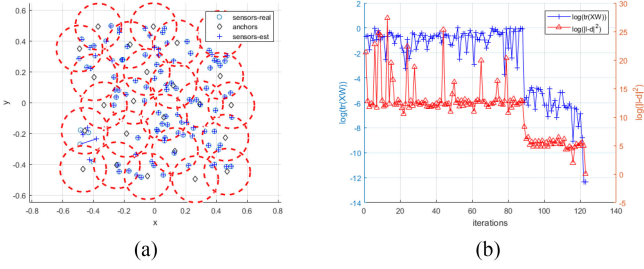 sensors-real
anchors
sensors-est
0.6
0.4
0.2
0
-0.2
-0.4
-0.6
y
-0.8 -0.6 -0.4 -0.2 0 0.2 0.4 0.6 0.8
x
(a)
log(tr(XW)
log(|l-d|²
2
0
-2
-4
-6
-8
-10
-12
-14
log(tr(XW)
30
25
20
15
10
5
0
-5
log(|l-d|²
0 20 40 60 80 100 120 140
iterations
(b)